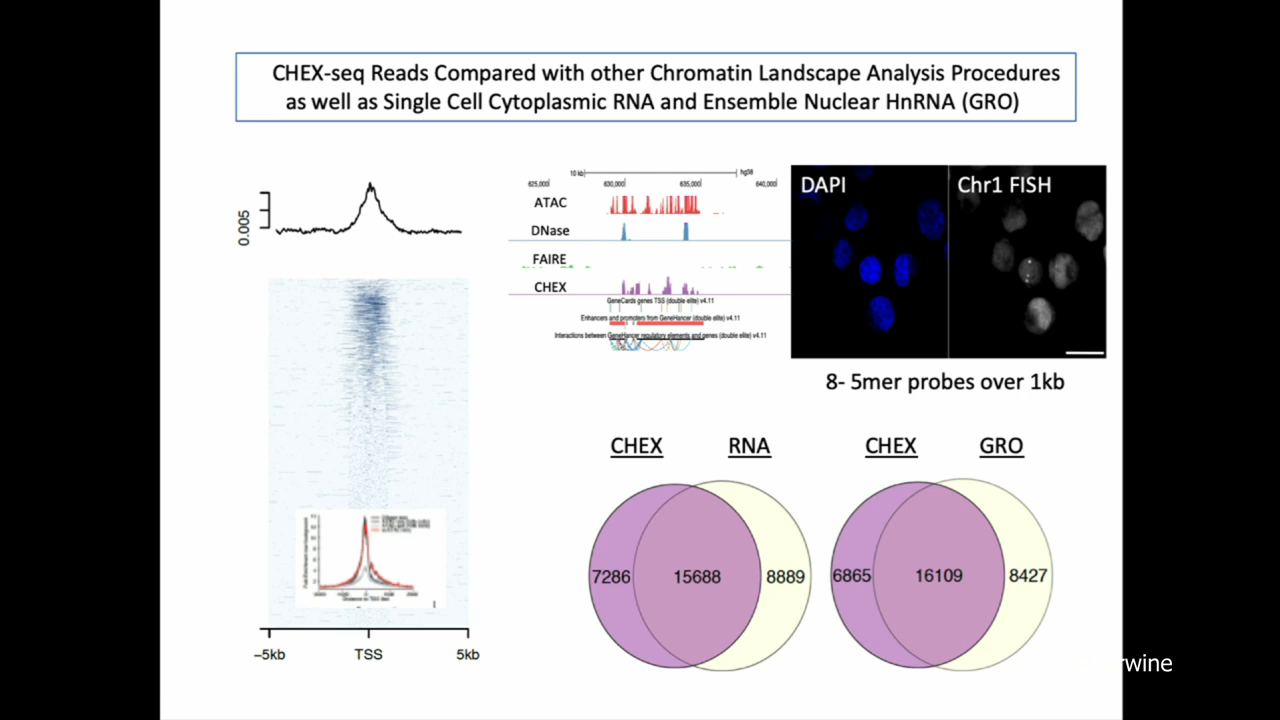 CHEX-seq Reads Compared with other Chromatin Landscape Analysis Procedures
as well as Single Cell Cytoplasmic RNA and Ensemble Nuclear HnRNA (GRO)
0.005
-5kb
TSS
5kb
10 kb
hg38
625,000
630,000
635,000
640,000
ATAC
DNase
FAIRE
CHEX
GeneCards genes TSS (double elite) v4.11
Enhancers and promoters from GeneHancer (double elite) v4.11
Interactions between GeneHancer regulatory elements and genes (double elite) v4.11
DAPI
Chr1 FISH
8- 5mer probes over 1kb
CHEX
RNA
7286
15688
8889
CHEX
GRO
6865
16109
8427
rwine